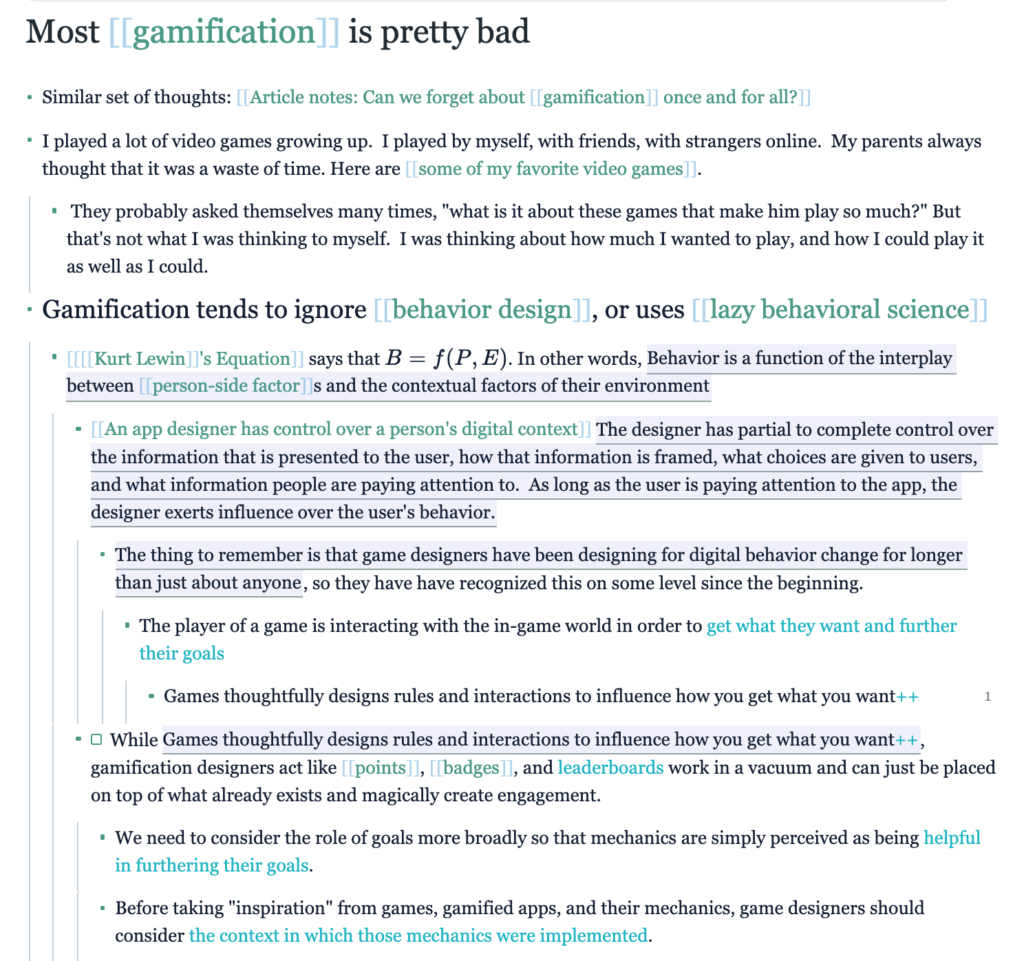 Most [[gamification]] is pretty bad
Similar set of thoughts: [[Article notes: Can we forget about [[gamification]] once and for all?]]
I played a lot of video games growing up. I played by myself, with friends, with strangers online. My parents always
thought that it was a waste of time. Here are [[some of my favorite video games]].
They probably asked themselves many times, "what is it about these games that make him play so much?" But
that's not what I was thinking to myself. I was thinking about how much I wanted to play, and how I could play it
as well as I could.
Gamification tends to ignore [[behavior design]], or uses [[lazy behavioral science]]
[[[[Kurt Lewin]]'s Equation]] says that B = f(P, E). In other words, Behavior is a function of the interplay
between [[person-side factor]]s and the contextual factors of their environment
[[An app designer has control over a person's digital context]] The designer has partial to complete control over
the information that is presented to the user, how that information is framed, what choices are given to users,
and what information people are paying attention to. As long as the user is paying attention to the app, the
designer exerts influence over the user's behavior.
The thing to remember is that game designers have been designing for digital behavior change for longer
than just about anyone, so they have have recognized this on some level since the beginning.
The player of a game is interacting with the in-game world in order to get what they want and further
their goals
Games thoughtfully designs rules and interactions to influence how you get what you want++ 1
While Games thoughtfully designs rules and interactions to influence how you get what you want++,
gamification designers act like [[points]], [[badges]], and leaderboards work in a vacuum and can just be placed
on top of what already exists and magically create engagement.
We need to consider the role of goals more broadly so that mechanics are simply perceived as being helpful
in furthering their goals.
Before taking "inspiration" from games, gamified apps, and their mechanics, game designers should
consider the context in which those mechanics were implemented.